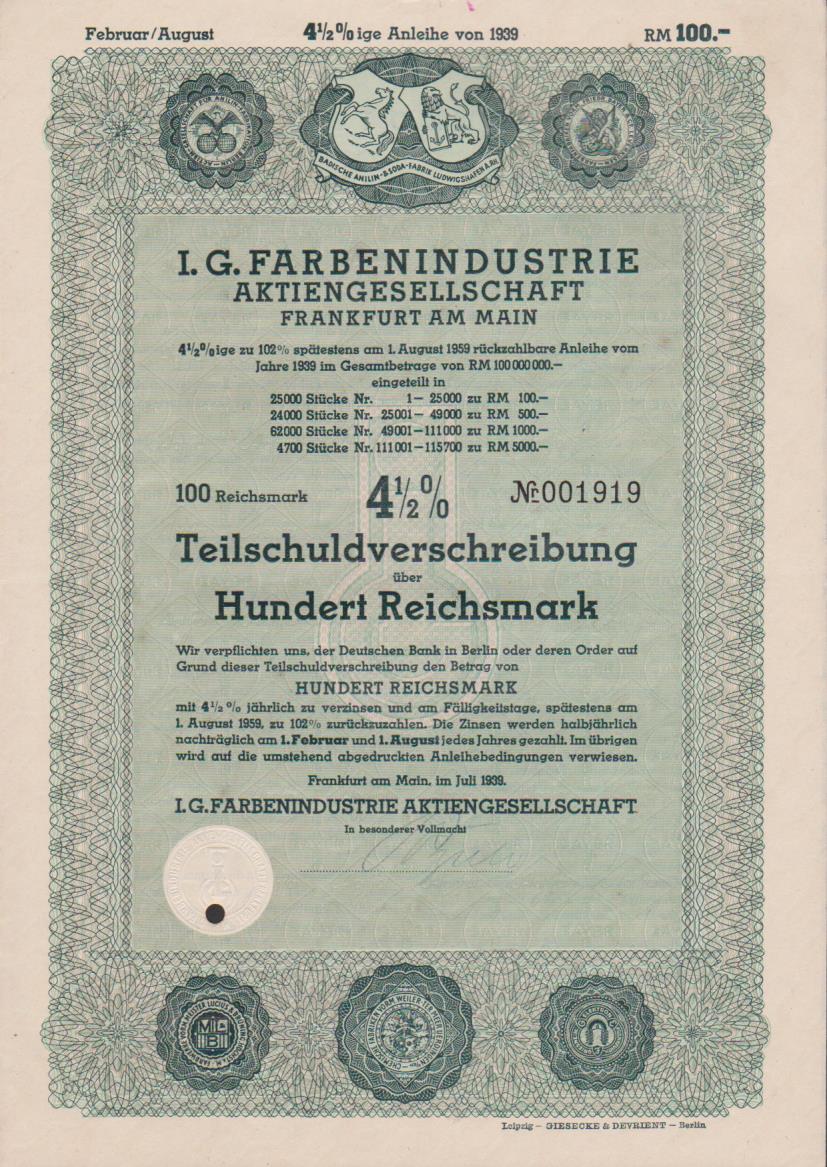 Februar/August 4½% ige Anleihe von 1939 RM 100.-
BADISCHE ANILIN- & SODA-FABRIK LUDWIGSHAFEN A. RH.
I. G. FARBENINDUSTRIE
AKTIENGESELLSCHAFT
FRANKFURT AM MAIN
4½%ige zu 102% spätestens am 1. August 1959 rückzahlbare Anleihe vom
Jahre 1939 im Gesamtbetrage von RM 100 000 000.—
eingeteilt in
25000 Stücke Nr. 1 — 25000 zu RM 100.—
24000 Stücke Nr. 25001 — 49000 zu RM 500.—
62000 Stücke Nr. 49001 — 111000 zu RM 1000.—
4700 Stücke Nr. 111001 — 115700 zu RM 5000.—
100 Reichsmark 4½% № 001919
Teilschuldverschreibung
über
Hundert Reichsmark
Wir verpflichten uns, der Deutschen Bank in Berlin oder deren Order auf
Grund dieser Teilschuldverschreibung den Betrag von
HUNDERT REICHSMARK
mit 4½% jährlich zu verzinsen und am Fälligkeitstage, spätestens am
1. August 1959, zu 102% zurückzuzahlen. Die Zinsen werden halbjährlich
nachträglich am 1. Februar und 1. August jedes Jahres gezahlt. Im übrigen
wird auf die umstehend abgedruckten Anleihebedingungen verwiesen.
Frankfurt am Main, im Juli 1939.
I. G. FARBENINDUSTRIE AKTIENGESELLSCHAFT
In besonderer Vollmacht
Leipzig — GIESECKE & DEVRIENT — Berlin